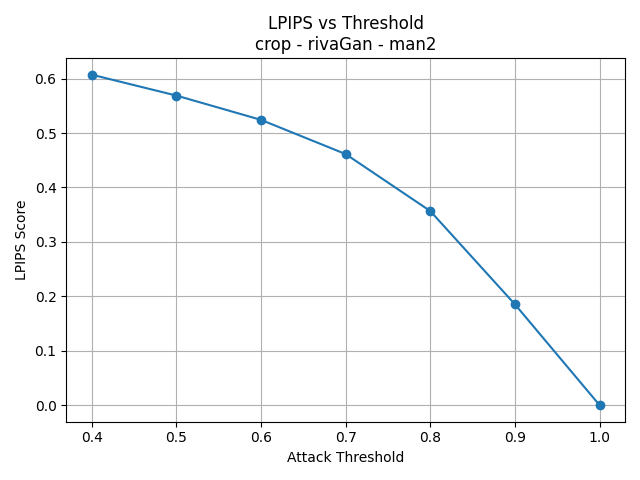 LPIPS vs Threshold
crop - rivaGan - man2
LPIPS Score
0.6
0.5
0.4
0.3
0.2
0.1
0.0
0.4 0.5 0.6 0.7 0.8 0.9 1.0
Attack Threshold